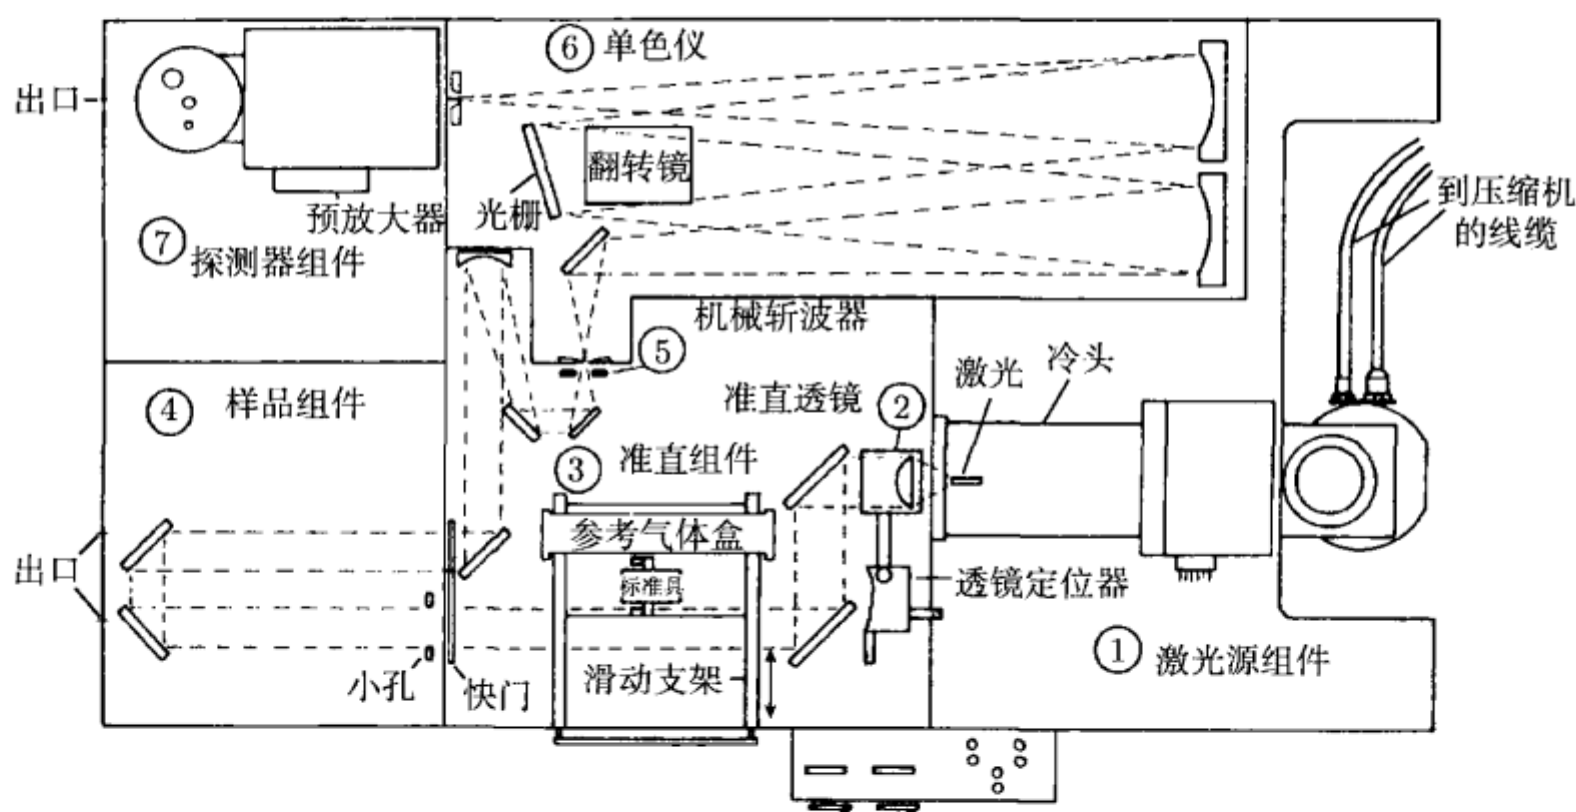 ⑥ 单色仪
出口
翻转镜
光栅
预放大器
⑦ 探测器组件
到压缩机
的线缆
机械斩波器
⑤
激光
冷头
准直透镜
②
④ 样品组件
③ 准直组件
参考气体盒
标准具
出口
透镜定位器
① 激光源组件
滑动支架
小孔
快门